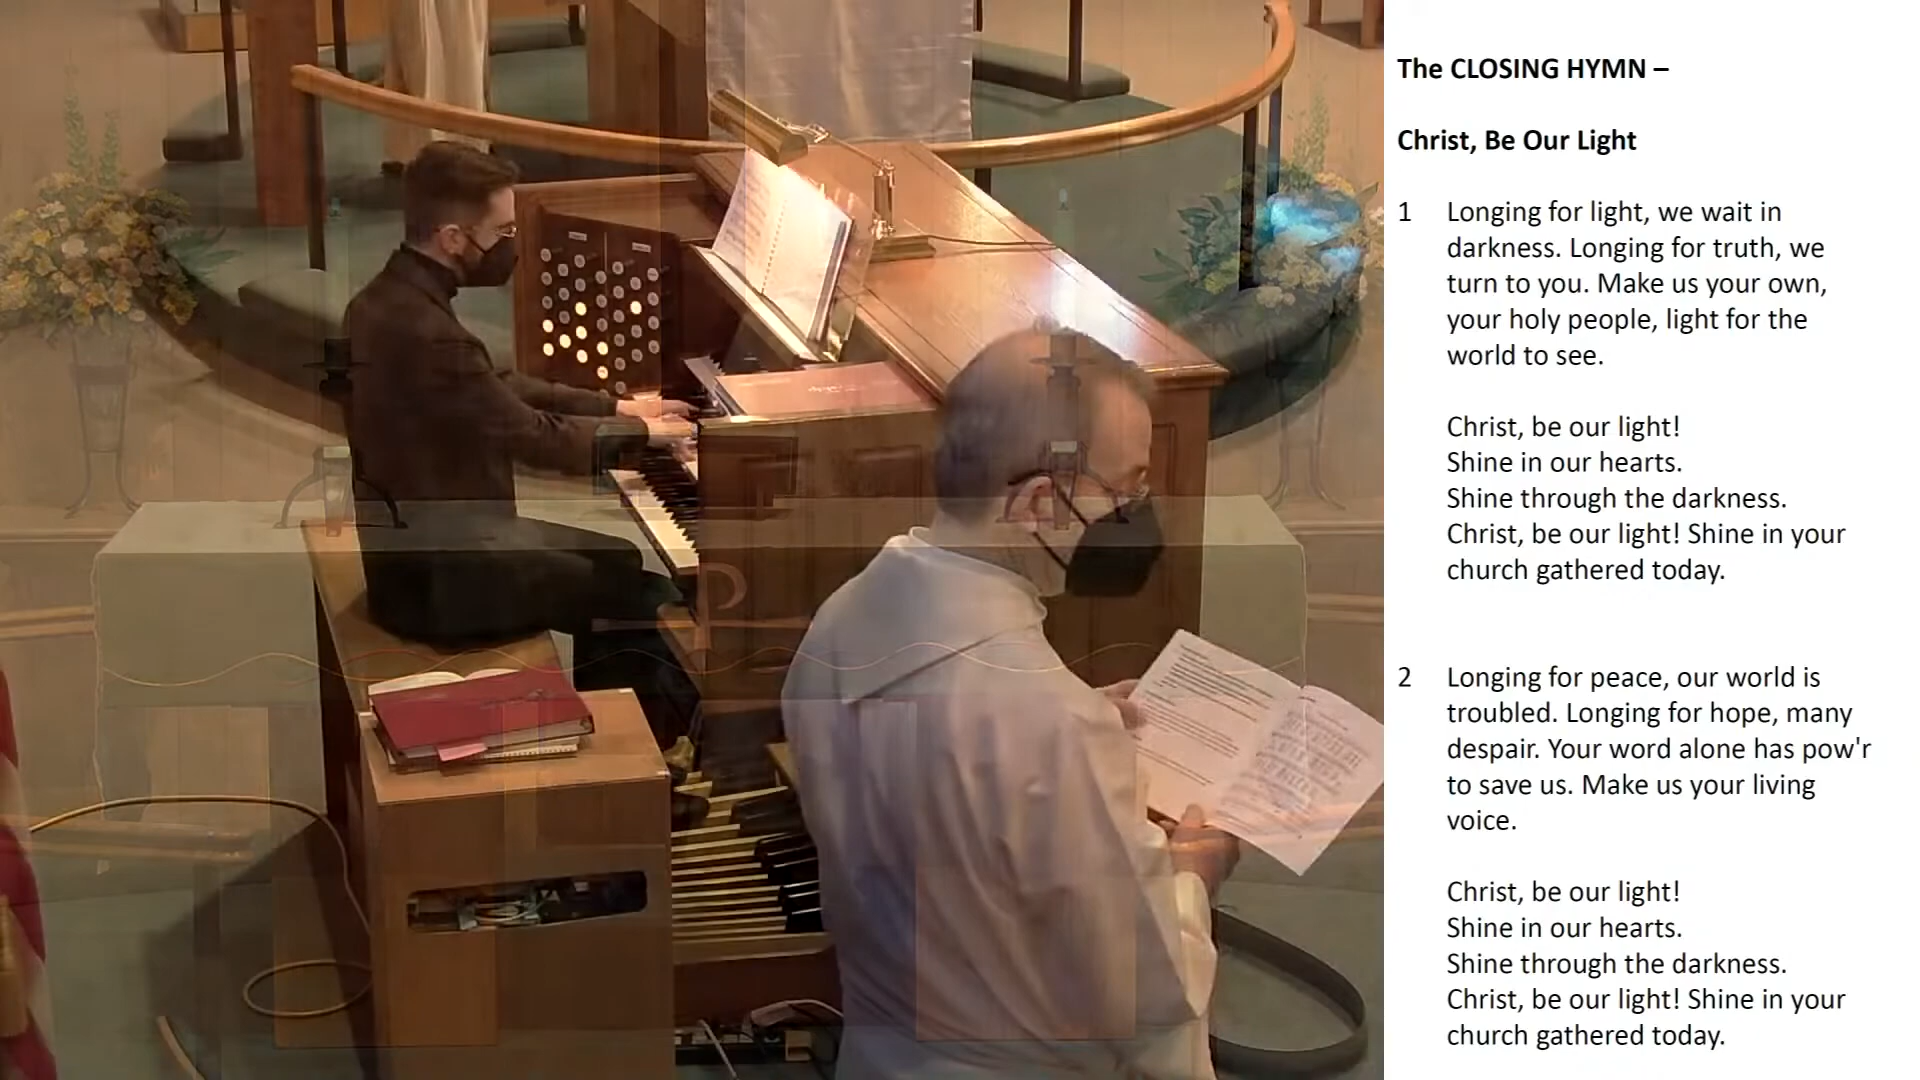 The CLOSING HYMN –
Christ, Be Our Light
1 Longing for light, we wait in
darkness. Longing for truth, we
turn to you. Make us your own,
your holy people, light for the
world to see.
Christ, be our light!
Shine in our hearts.
Shine through the darkness.
Christ, be our light! Shine in your
church gathered today.
2 Longing for peace, our world is
troubled. Longing for hope, many
despair. Your word alone has pow'r
to save us. Make us your living
voice.
Christ, be our light!
Shine in our hearts.
Shine through the darkness.
Christ, be our light! Shine in your
church gathered today.